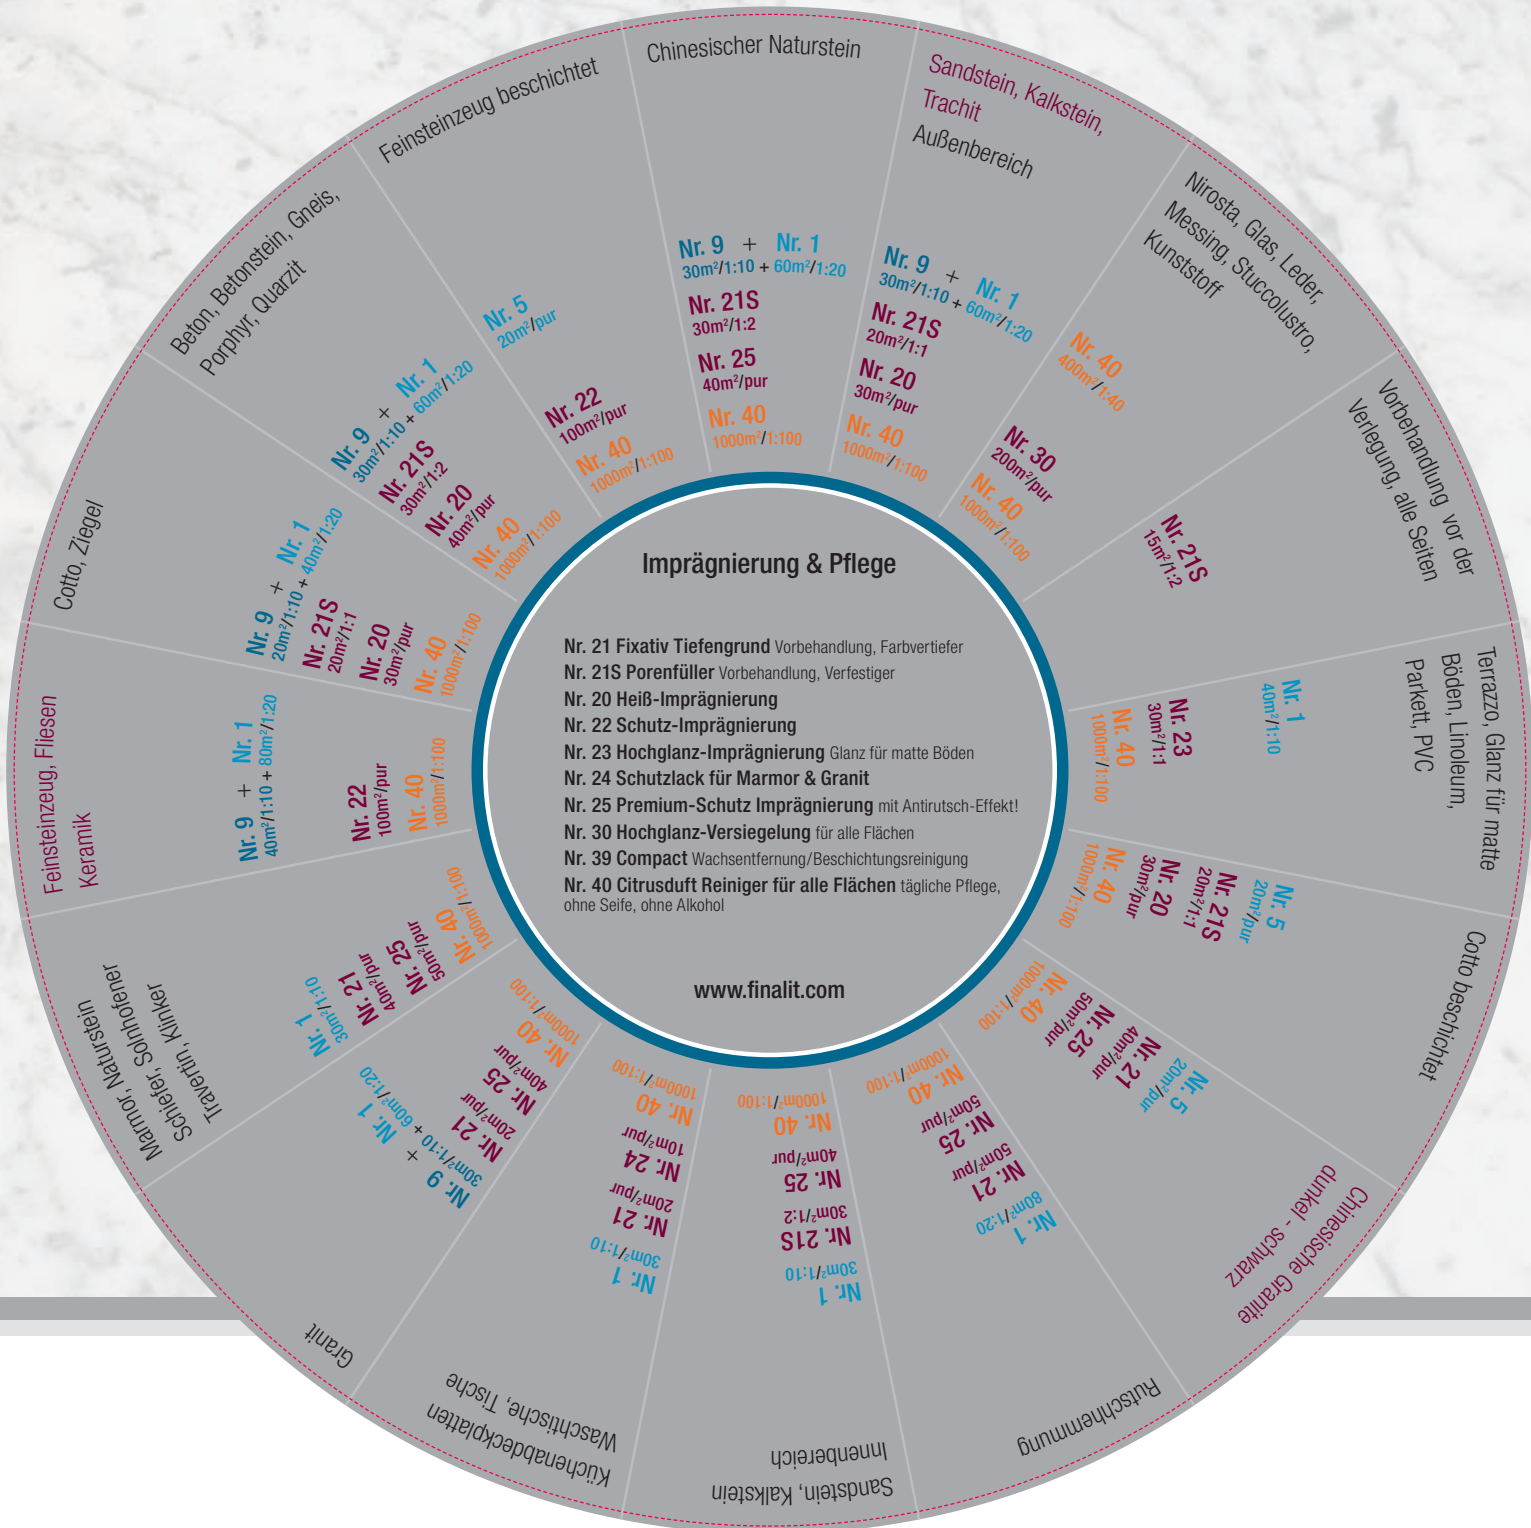 Chinesischer Naturstein
Nr. 9 + Nr. 1
30m²/1:10 + 60m²/1:20
Nr. 21S
30m²/1:2
Nr. 25
40m²/pur
Nr. 40
1000m²/1:100
Sandstein, Kalkstein,
Trachit
Außenbereich
Nr. 9 + Nr. 1
30m²/1:10 + 60m²/1:20
Nr. 21S
20m²/1:1
Nr. 20
30m²/pur
Nr. 40
1000m²/1:100
Nirosta, Glas, Leder,
Messing, Stuccolustro,
Kunststoff
Nr. 40
400m²/1:40
Nr. 30
200m²/pur
Nr. 40
1000m²/1:100
Vorbehandlung vor der
Verlegung, alle Seiten
Nr. 21S
15m²/1:2
Terrazzo, Glanz für matte
Böden, Linoleum,
Parkett, PVC
Nr. 1
40m²/1:10
Nr. 23
30m²/1:1
Nr. 40
1000m²/1:100
Cotto beschichtet
Nr. 5
20m²/pur
Nr. 21S
20m²/1:1
Nr. 20
30m²/pur
Nr. 40
1000m²/1:100
Chinesische Granite
dunkel - schwarz
Nr. 5
20m²/pur
Nr. 21
40m²/pur
Nr. 25
50m²/pur
Nr. 40
1000m²/1:100
Rutschhemmung
Nr. 1
80m²/1:20
Nr. 21
50m²/pur
Nr. 25
50m²/pur
Nr. 40
1000m²/1:100
Sandstein, Kalkstein
Innenbereich
Nr. 1
30m²/1:10
Nr. 21S
30m²/1:2
Nr. 25
40m²/pur
Nr. 40
1000m²/1:100
Küchenabdeckplatten
Waschtische, Tische
Nr. 1
30m²/1:10
Nr. 21
20m²/pur
Nr. 24
10m²/pur
Nr. 40
1000m²/1:100
Granit
Nr. 9 + Nr. 1
30m²/1:10 + 60m²/1:20
Nr. 21
20m²/pur
Nr. 25
40m²/pur
Nr. 40
1000m²/1:100
Marmor, Naturstein
Schiefer, Solnhofener
Travertin, Klinker
Nr. 1
30m²/1:10
Nr. 21
40m²/pur
Nr. 25
50m²/pur
Nr. 40
1000m²/1:100
Feinsteinzeug, Fliesen
Keramik
Nr. 9 + Nr. 1
40m²/1:10 + 80m²/1:20
Nr. 22
100m²/pur
Nr. 40
1000m²/1:100
Cotto, Ziegel
Nr. 9 + Nr. 1
20m²/1:10 + 40m²/1:20
Nr. 21S
20m²/1:1
Nr. 20
30m²/pur
Nr. 40
1000m²/1:100
Beton, Betonstein, Gneis,
Porphyr, Quarzit
Nr. 9 + Nr. 1
30m²/1:10 + 60m²/1:20
Nr. 21S
30m²/1:2
Nr. 20
40m²/pur
Nr. 40
1000m²/1:100
Feinsteinzeug beschichtet
Nr. 5
20m²/pur
Nr. 22
100m²/pur
Nr. 40
1000m²/1:100
Imprägnierung & Pflege
Nr. 21 Fixativ Tiefengrund Vorbehandlung, Farbvertiefer
Nr. 21S Porenfüller Vorbehandlung, Verfestiger
Nr. 20 Heiß-Imprägnierung
Nr. 22 Schutz-Imprägnierung
Nr. 23 Hochglanz-Imprägnierung Glanz für matte Böden
Nr. 24 Schutzlack für Marmor & Granit
Nr. 25 Premium-Schutz Imprägnierung mit Antirutsch-Effekt!
Nr. 30 Hochglanz-Versiegelung für alle Flächen
Nr. 39 Compact Wachsentfernung/Beschichtungsreinigung
Nr. 40 Citrusduft Reiniger für alle Flächen tägliche Pflege,
ohne Seife, ohne Alkohol
www.finalit.com